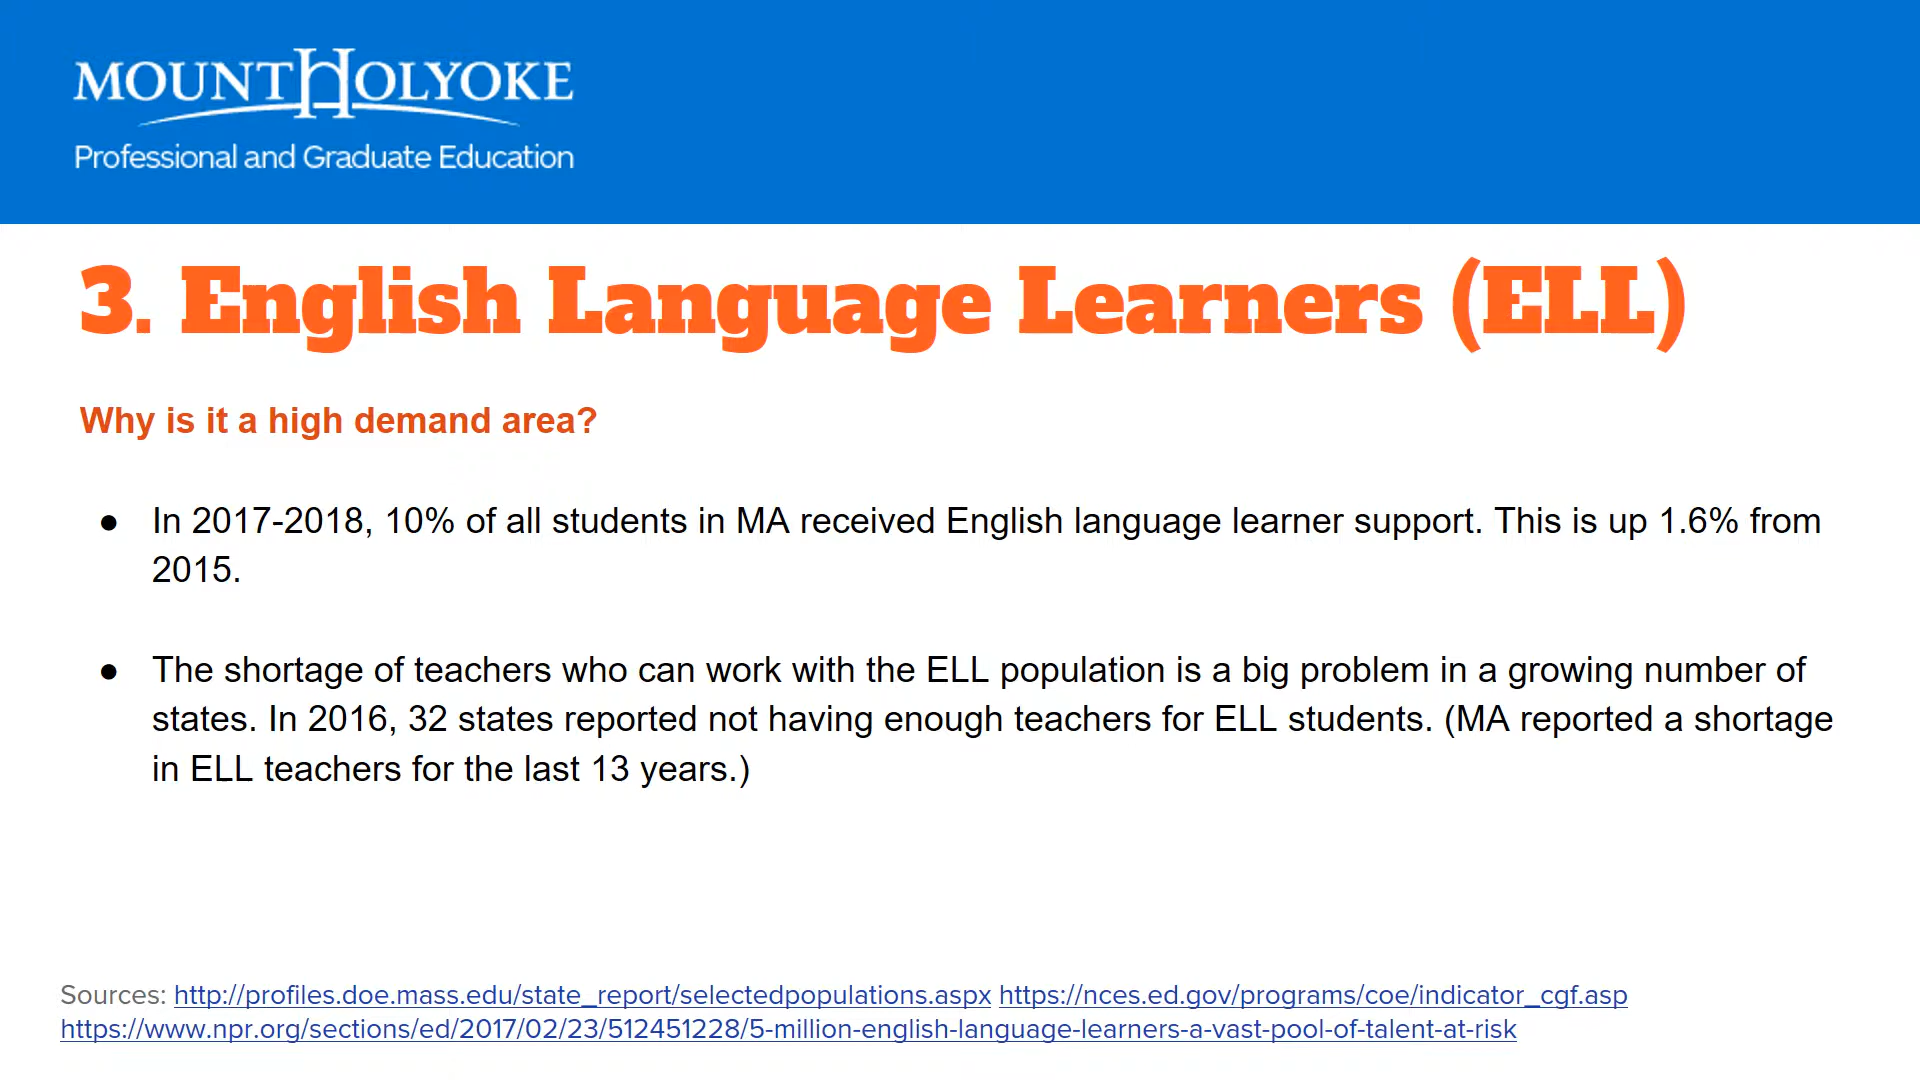 MOUNT HOLYOKE
Professional and Graduate Education
3. English Language Learners (ELL)
Why is it a high demand area?
● In 2017-2018, 10% of all students in MA received English language learner support. This is up 1.6% from
2015.
● The shortage of teachers who can work with the ELL population is a big problem in a growing number of
states. In 2016, 32 states reported not having enough teachers for ELL students. (MA reported a shortage
in ELL teachers for the last 13 years.)
Sources: http://profiles.doe.mass.edu/state_report/selectedpopulations.aspx https://nces.ed.gov/programs/coe/indicator_cgf.asp
https://www.npr.org/sections/ed/2017/02/23/512451228/5-million-english-language-learners-a-vast-pool-of-talent-at-risk